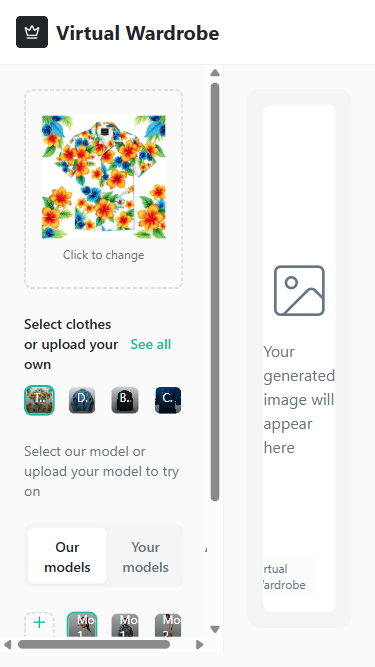 Virtual Wardrobe
Click to change
Select clothes
or upload your
own
See all
T..
D.
B..
C.
Select our model or
upload your model to try
on
Our
models
Your
models
Mo
1
Mo
1
Mo
2
Your
generated
image will
appear
here
rtual
ardrobe